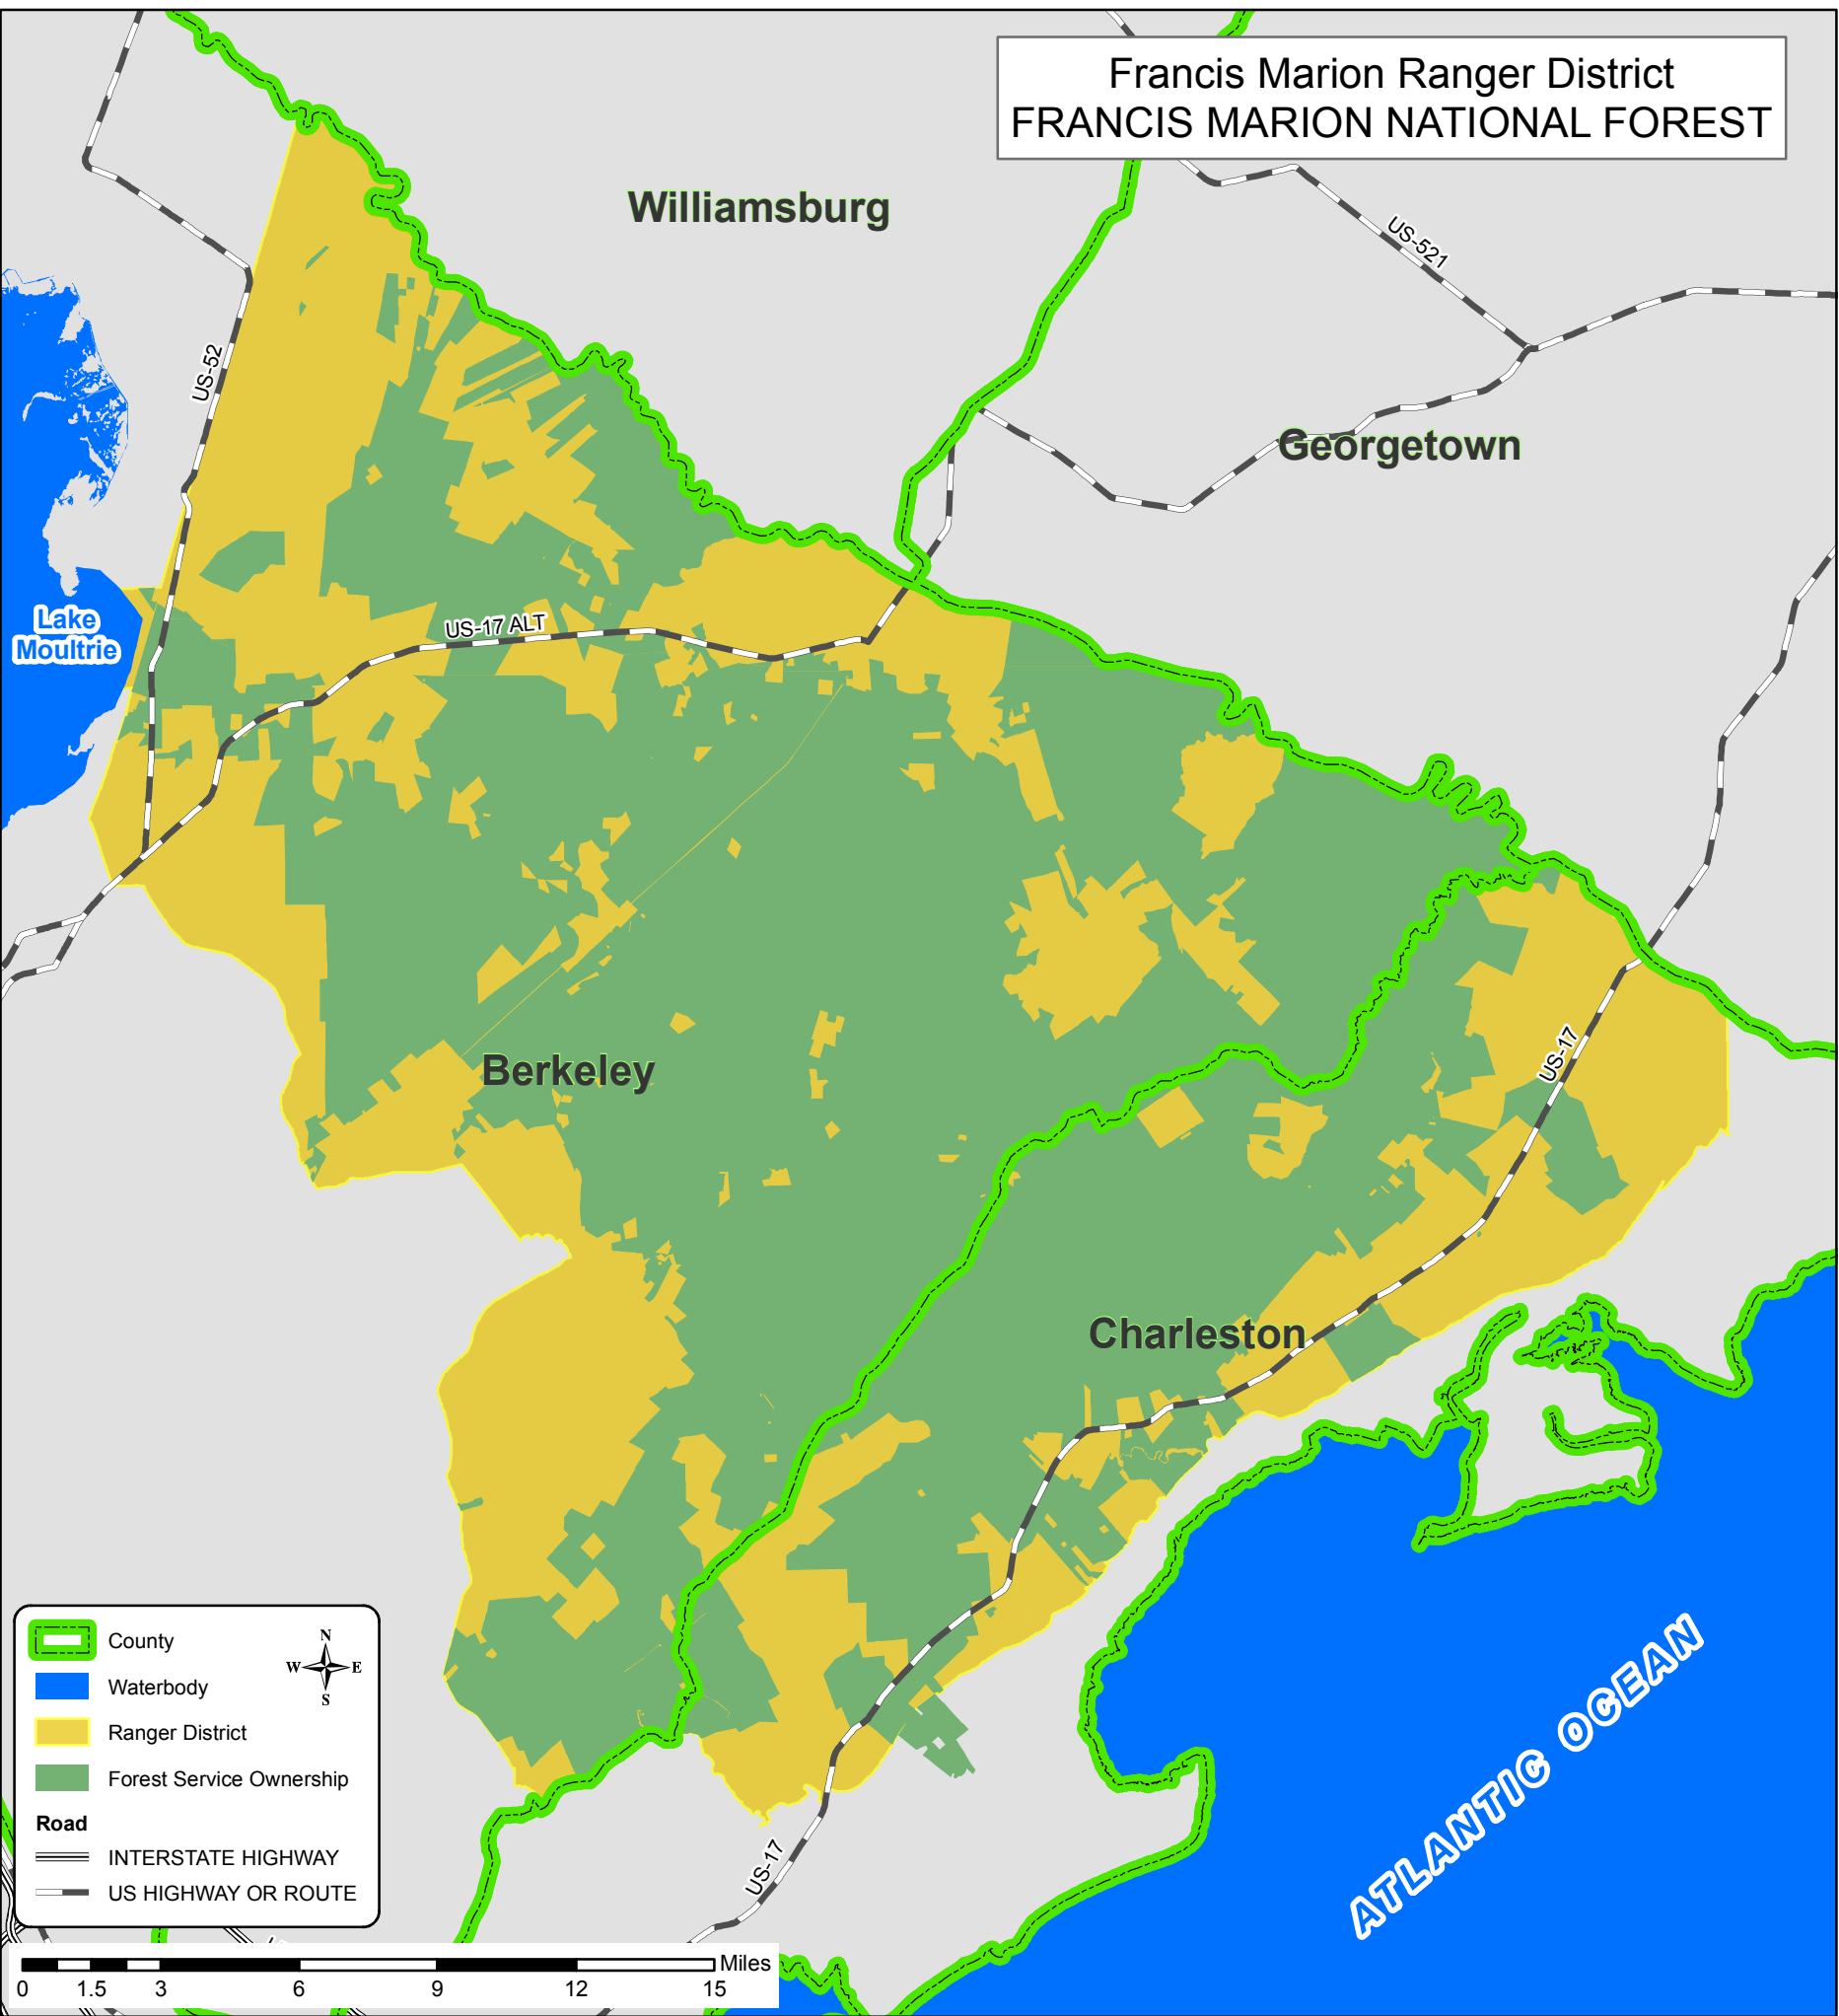 Francis Marion Ranger District
FRANCIS MARION NATIONAL FOREST
Williamsburg
US-521
US-52
Georgetown
Lake
Moultrie
US-17 ALT
US-17
Berkeley
Charleston
ATLANTIC OCEAN
US-17
County
Waterbody
Ranger District
Forest Service Ownership
Road
INTERSTATE HIGHWAY
US HIGHWAY OR ROUTE
N
W E
S
Miles
0 1.5 3 6 9 12 15